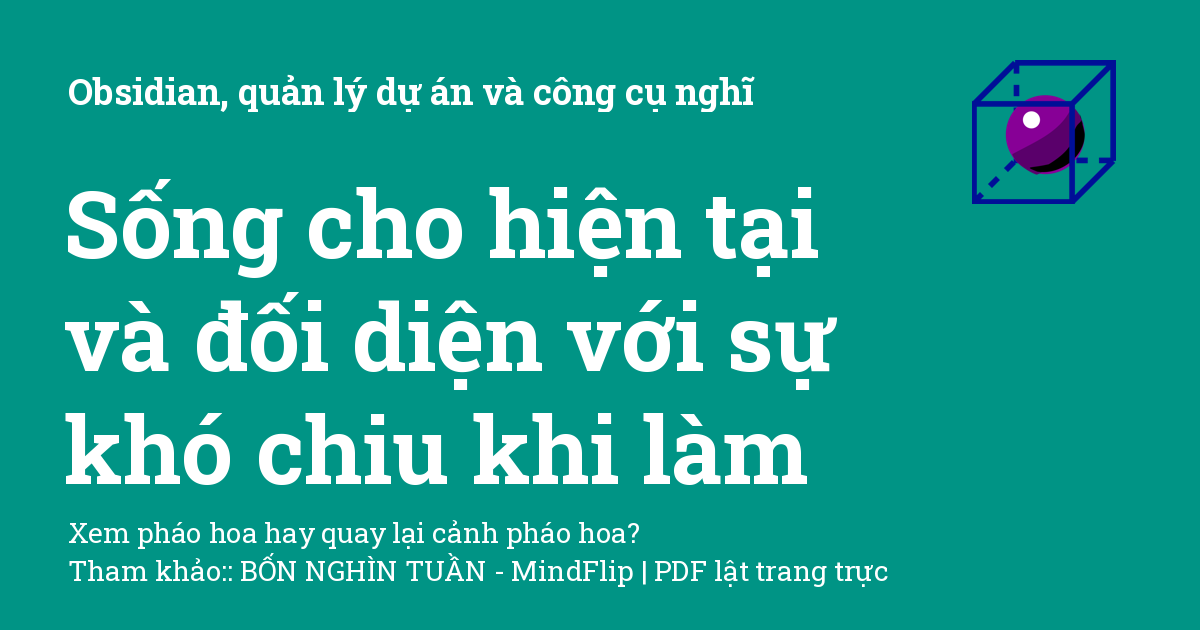 Obsidian, quản lý dự án và công cụ nghĩ
Sống cho hiện tại
và đối diện với sự
khó chiu khi làm
Xem pháo hoa hay quay lại cảnh pháo hoa?
Tham khảo:: BỐN NGHÌN TUẦN - MindFlip | PDF lật trang trực